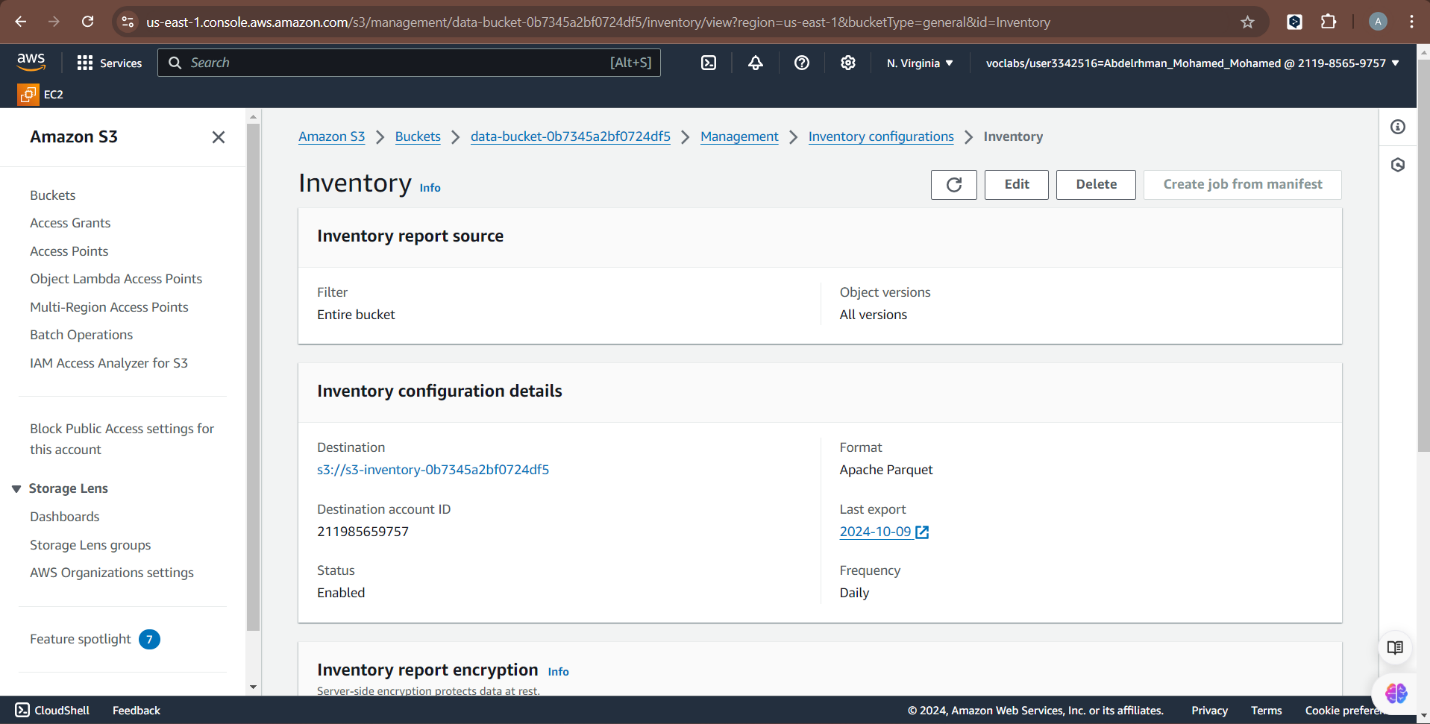 us-east-1.console.aws.amazon.com/s3/management/data-bucket-0b7345a2bf0724df5/inventory/view?region=us-east-1&bucketType=general&id=Inventory
A
aws
Services
Search
[Alt+S]
N. Virginia
voclabs/user3342516=Abdelrhman_Mohamed_Mohamed @ 2119-8565-9757
EC2
Amazon S3
Buckets
Access Grants
Access Points
Object Lambda Access Points
Multi-Region Access Points
Batch Operations
IAM Access Analyzer for S3
Block Public Access settings for
this account
Storage Lens
Dashboards
Storage Lens groups
AWS Organizations settings
Feature spotlight 7
Amazon S3 > Buckets > data-bucket-0b7345a2bf0724df5 > Management > Inventory configurations > Inventory
Inventory Info
Edit
Delete
Create job from manifest
Inventory report source
Filter
Entire bucket
Object versions
All versions
Inventory configuration details
Destination
s3://s3-inventory-0b7345a2bf0724df5
Destination account ID
211985659757
Status
Enabled
Format
Apache Parquet
Last export
2024-10-09
Frequency
Daily
Inventory report encryption Info
Server-side encryption protects data at rest.
CloudShell
Feedback
© 2024, Amazon Web Services, Inc. or its affiliates.
Privacy
Terms
Cookie prefere